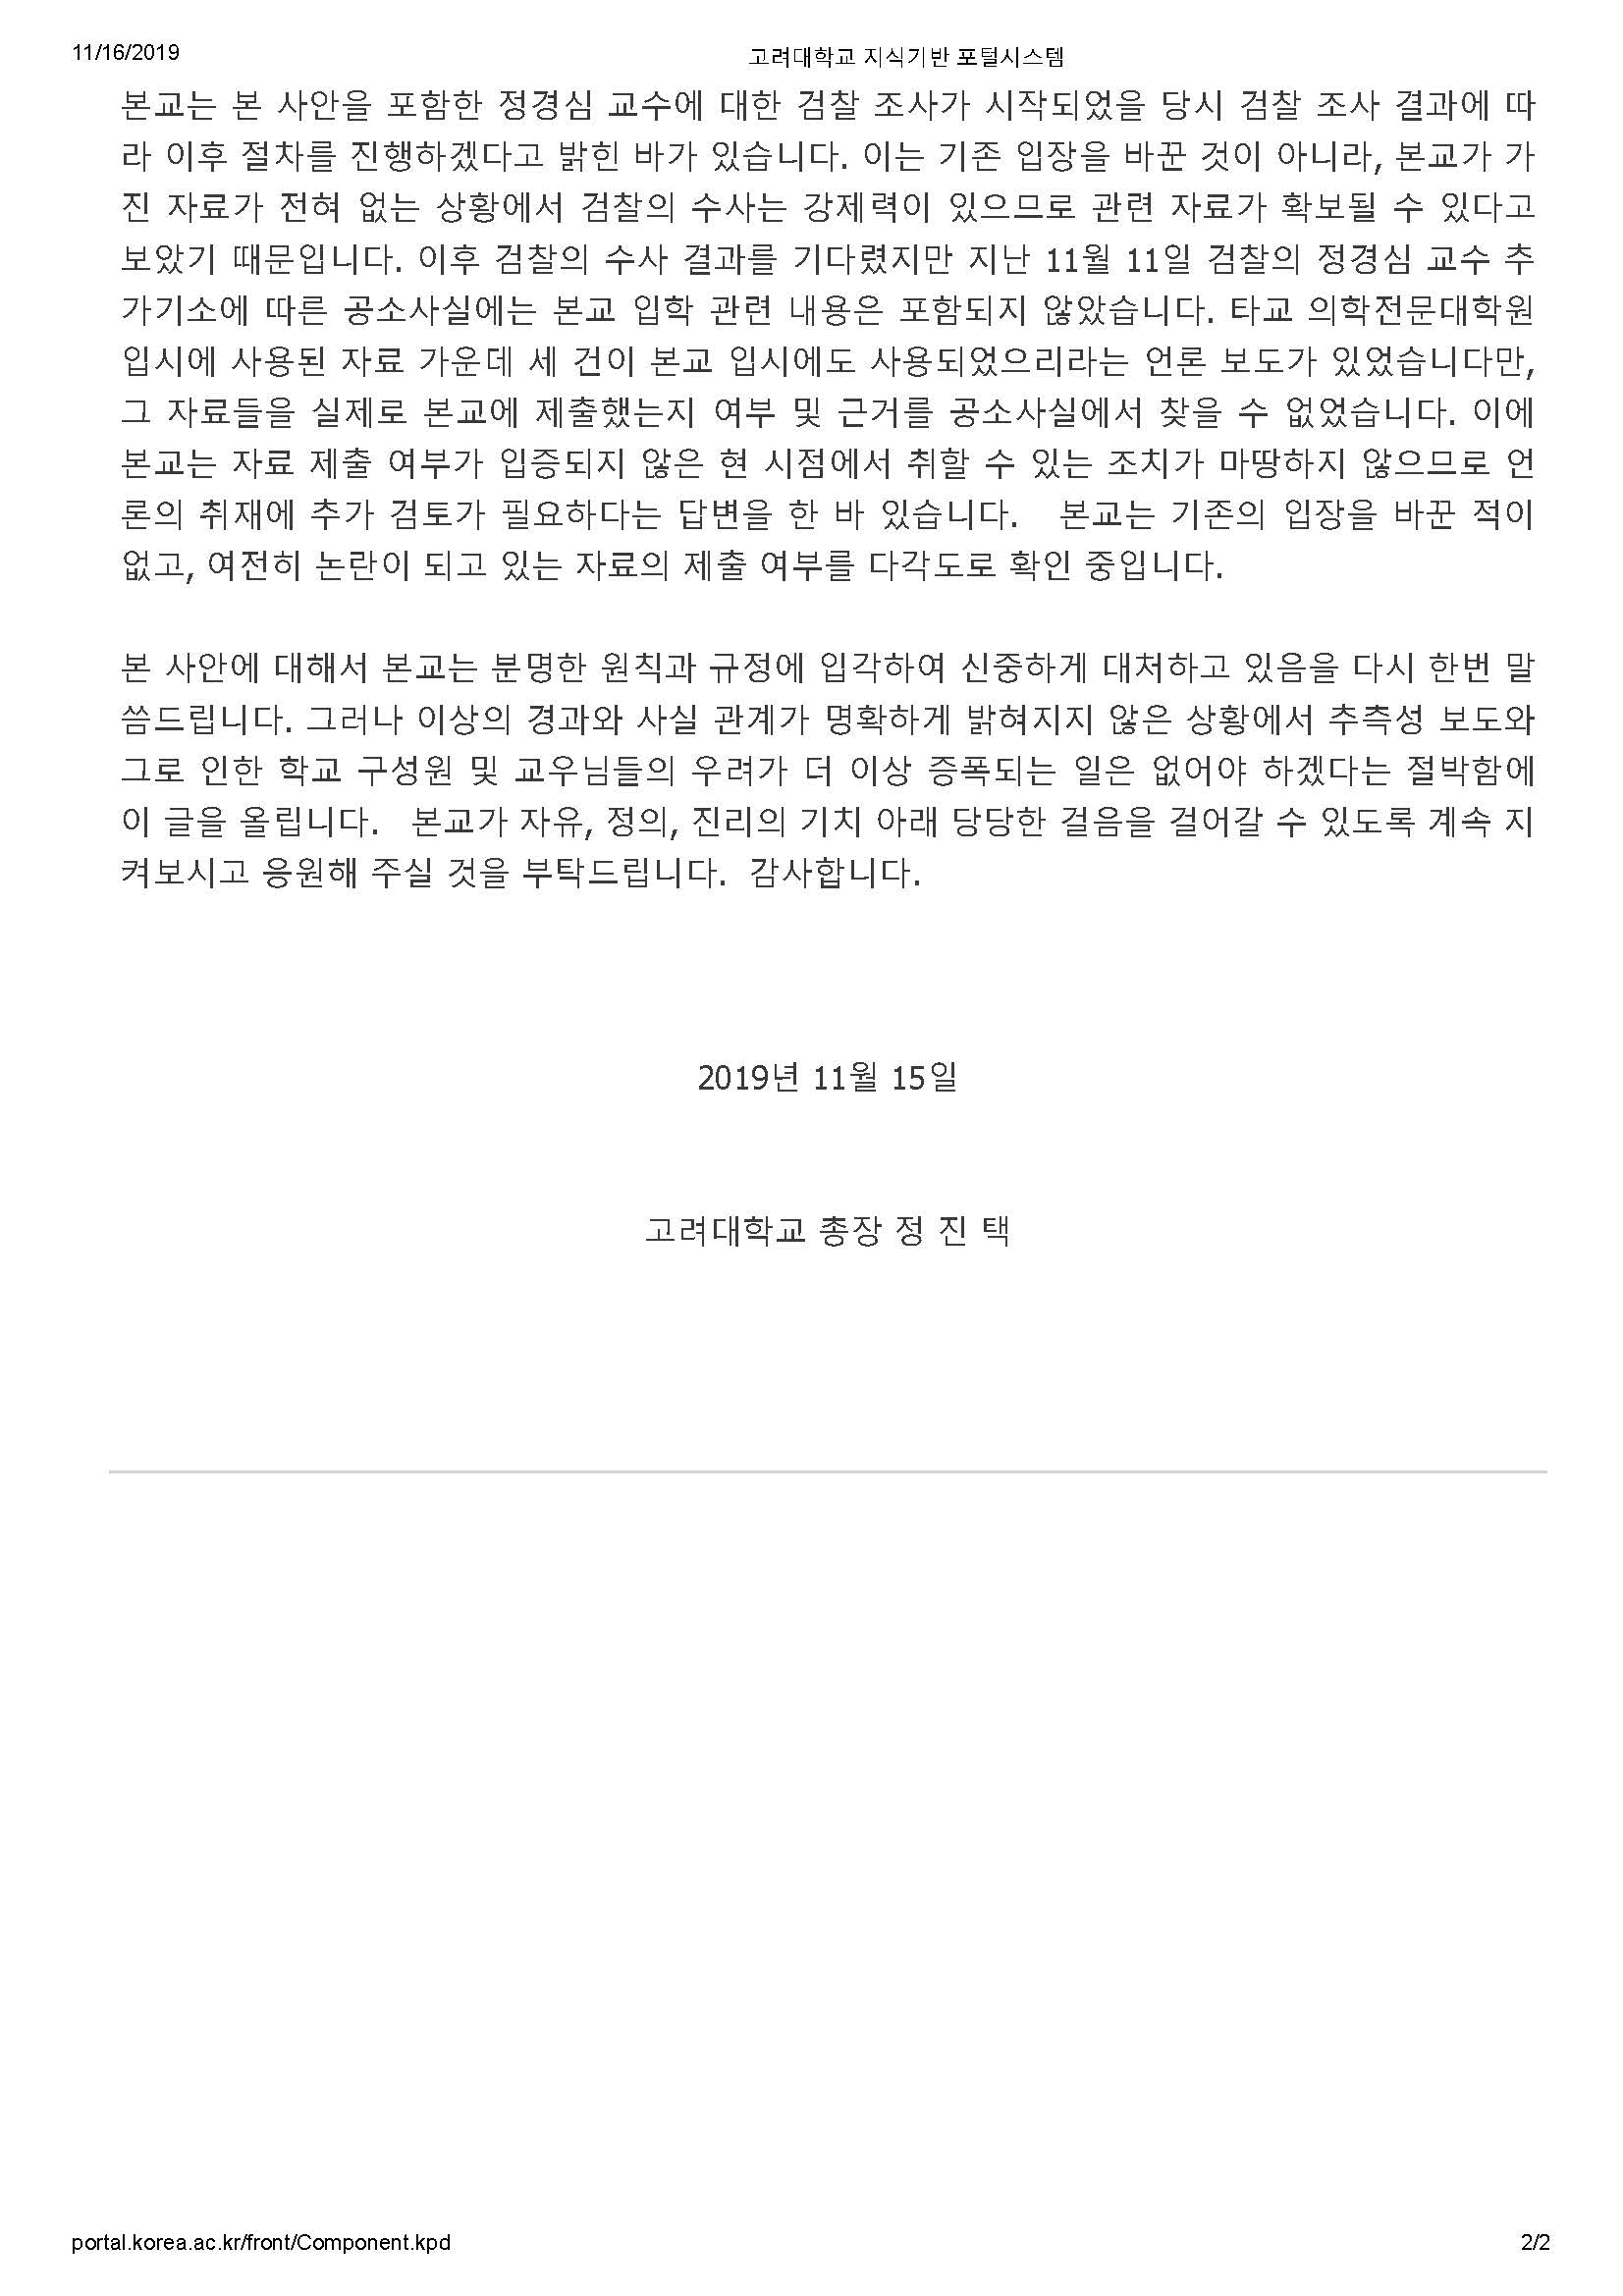 11/16/2019 고려대학교 지식기반 포털시스템
본교는 본 사안을 포함한 정경심 교수에 대한 검찰 조사가 시작되었을 당시 검찰 조사 결과에 따
라 이후 절차를 진행하겠다고 밝힌 바가 있습니다. 이는 기존 입장을 바꾼 것이 아니라, 본교가 가
진 자료가 전혀 없는 상황에서 검찰의 수사는 강제력이 있으므로 관련 자료가 확보될 수 있다고
보았기 때문입니다. 이후 검찰의 수사 결과를 기다렸지만 지난 11월 11일 검찰의 정경심 교수 추
가기소에 따른 공소사실에는 본교 입학 관련 내용은 포함되지 않았습니다. 타교 의학전문대학원
입시에 사용된 자료 가운데 세 건이 본교 입시에도 사용되었으리라는 언론 보도가 있었습니다만,
그 자료들을 실제로 본교에 제출했는지 여부 및 근거를 공소사실에서 찾을 수 없었습니다. 이에
본교는 자료 제출 여부가 입증되지 않은 현 시점에서 취할 수 있는 조치가 마땅하지 않으므로 언
론의 취재에 추가 검토가 필요하다는 답변을 한 바 있습니다. 본교는 기존의 입장을 바꾼 적이
없고, 여전히 논란이 되고 있는 자료의 제출 여부를 다각도로 확인 중입니다.
본 사안에 대해서 본교는 분명한 원칙과 규정에 입각하여 신중하게 대처하고 있음을 다시 한번 말
씀드립니다. 그러나 이상의 경과와 사실 관계가 명확하게 밝혀지지 않은 상황에서 추측성 보도와
그로 인한 학교 구성원 및 교우님들의 우려가 더 이상 증폭되는 일은 없어야 하겠다는 절박함에
이 글을 올립니다. 본교가 자유, 정의, 진리의 기치 아래 당당한 걸음을 걸어갈 수 있도록 계속 지
켜보시고 응원해 주실 것을 부탁드립니다. 감사합니다.
2019년 11월 15일
고려대학교 총장 정 진 택
portal.korea.ac.kr/front/Component.kpd 2/2